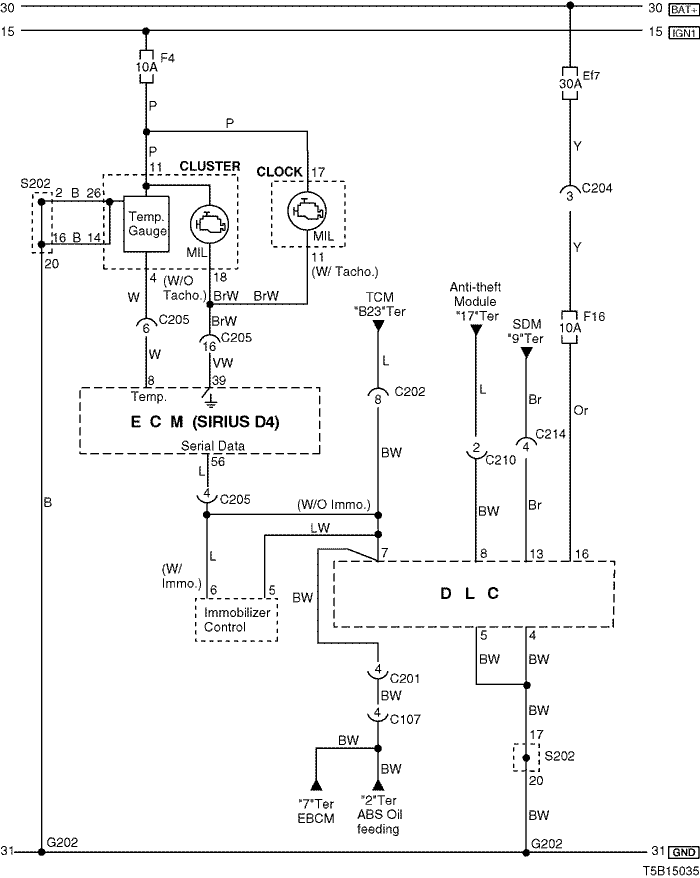 30 30 BAT+
15 15 IGN1
F4
10A
Ef7
30A
P
P
P
Y
11 CLUSTER CLOCK 17
S202
2 B 26
C204
3
Temp.
Gauge
MIL
MIL
16 B 14
20
Y
4 (W/O
Tacho.) 18
11
(W/ Tacho.)
W BrW BrW
TCM
"B23"Ter
Anti-theft
Module
"17"Ter
SDM
"9"Ter
F16
10A
6 C205
BrW
16 C205
W VW
L
8 39
Temp.
C202
8
L
Br
Or
E C M (SIRIUS D4)
Serial Data
C214
4
56
BW
2
C210
L
4
C205
B
(W/O Immo.)
BW
Br
LW
L
(W/
Immo.)
7 8 13 16
6 5
BW
D L C
Immobilizer
Control
5 4
BW BW
4
C201
BW
4
C107
BW
17
BW
BW
S202
20
"7"Ter
EBCM
"2"Ter
ABS Oil
feeding
BW
31 G202 G202 31 GND
T5B15035